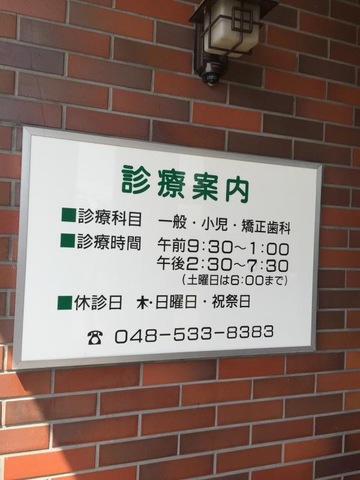 診療案内
■診療科目 一般・小児・矯正歯科
■診療時間 午前9:30～1:00
午後2:30～7:30
（土曜日は6:00まで）
■休診日 木・日曜日・祝祭日
☎ 048-533-8383